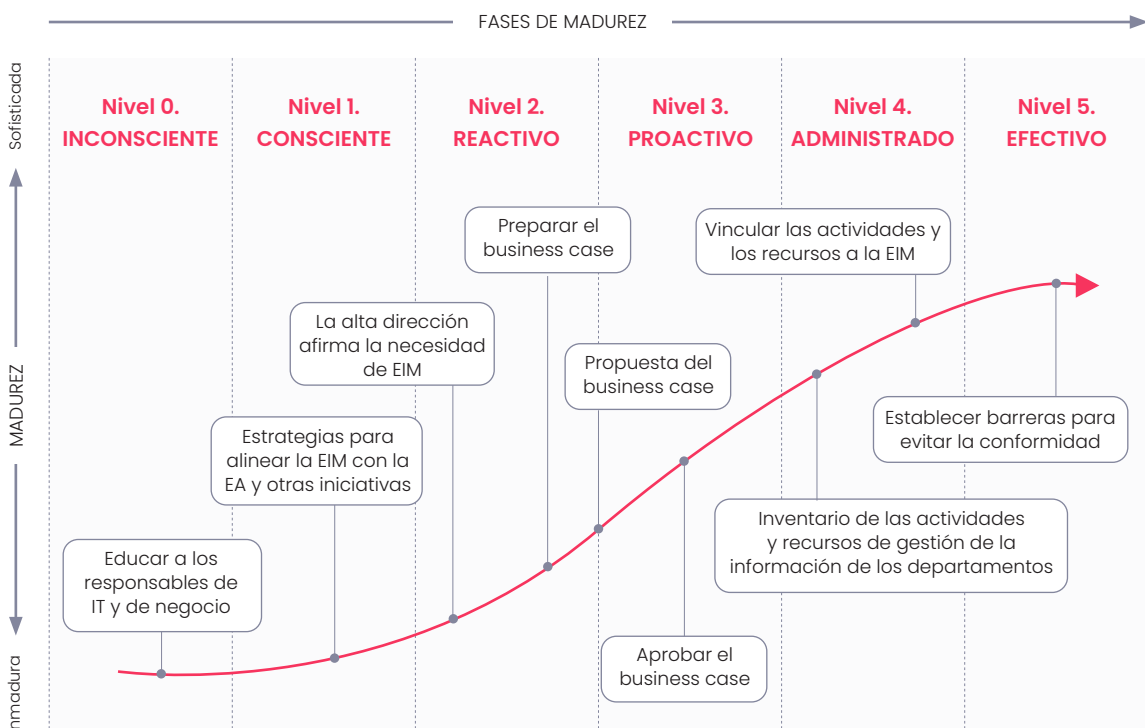 FASES DE MADUREZ
Sofisticada
MADUREZ
nmadura
Nivel 0.
INCONSCIENTE
Nivel 1.
CONSCIENTE
Nivel 2.
REACTIVO
Nivel 3.
PROACTIVO
Nivel 4.
ADMINISTRADO
Nivel 5.
EFECTIVO
Educar a los
responsables de
IT y de negocio
Estrategias para
alinear la EIM con la
EA y otras iniciativas
La alta dirección
afirma la necesidad
de EIM
Preparar el
business case
Propuesta del
business case
Aprobar el
business case
Vincular las actividades y
los recursos a la EIM
Inventario de las actividades
y recursos de gestión de la
información de los departamentos
Establecer barreras para
evitar la conformidad